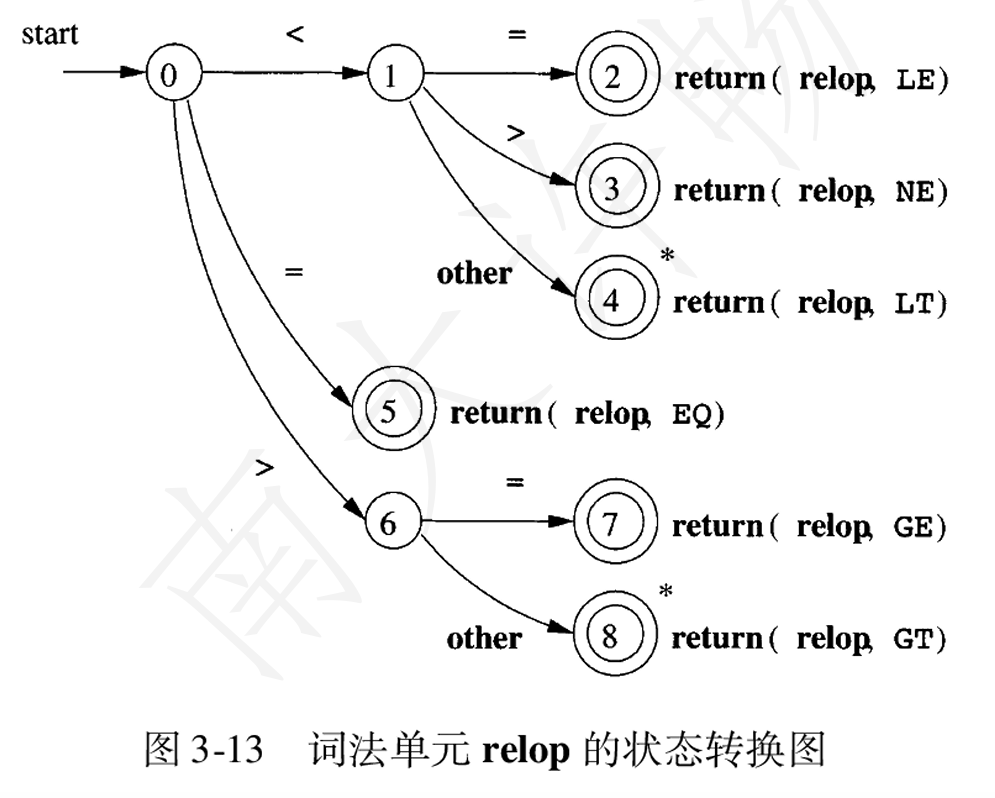 start
<
=
0
1
2
return( relop, LE)
>
3
return( relop, NE)
other
*
4
return( relop, LT)
=
5
return( relop, EQ)
>
=
6
7
return( relop, GE)
other
*
8
return( relop, GT)
图 3-13 词法单元 relop 的状态转换图